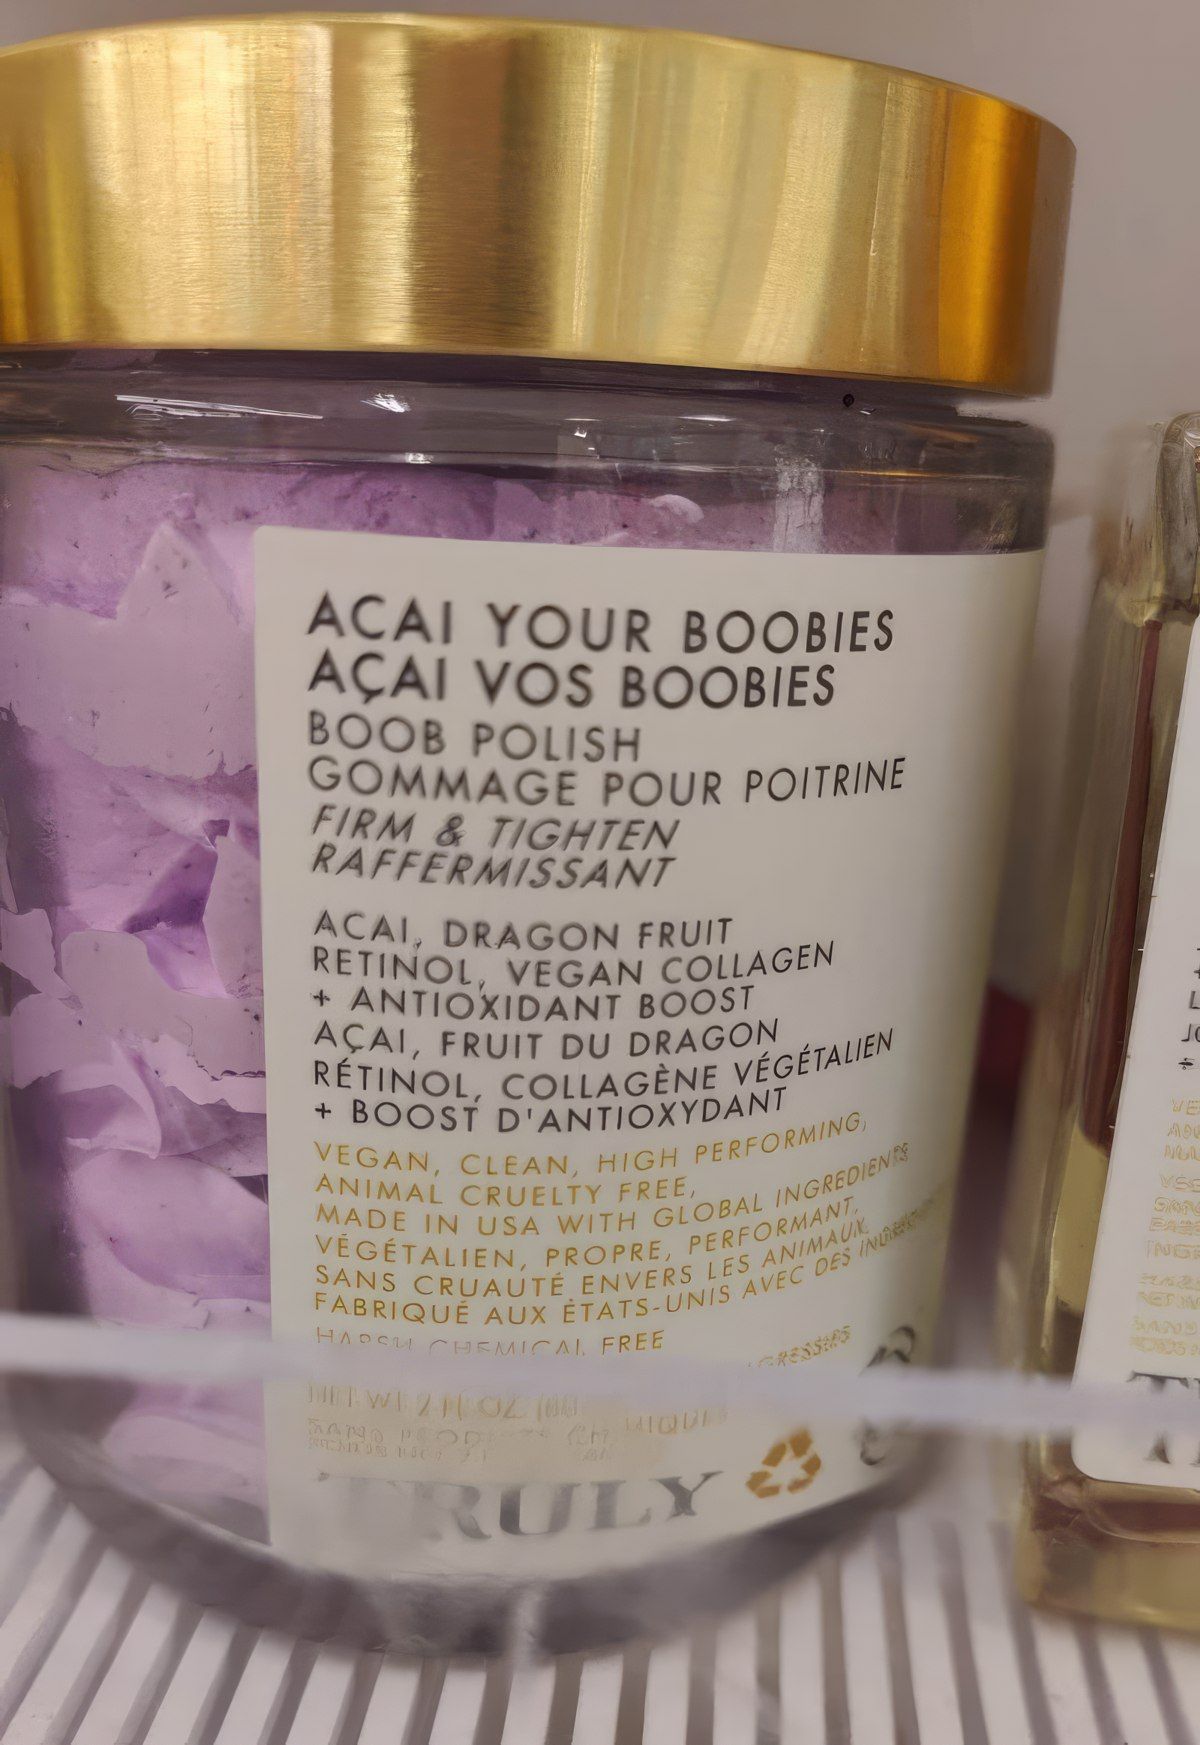 ACAI YOUR BOOBIES
AÇAI VOS BOOBIES
BOOB POLISH
GOMMAGE POUR POITRINE
FIRM & TIGHTEN
RAFFERMISSANT
ACAI, DRAGON FRUIT
RETINOL, VEGAN COLLAGEN
+ ANTIOXIDANT BOOST
AÇAI, FRUIT DU DRAGON
RÉTINOL, COLLAGÈNE VÉGÉTALIEN
+ BOOST D'ANTIOXYDANT
VEGAN, CLEAN, HIGH PERFORMING,
ANIMAL CRUELTY FREE,
MADE IN USA WITH GLOBAL INGREDIENTS
VÉGÉTALIEN, PROPRE, PERFORMANT,
SANS CRUAUTÉ ENVERS LES ANIMAUX,
FABRIQUÉ AUX ÉTATS-UNIS AVEC DES
HARSH CHEMICAL FREE
TRULY